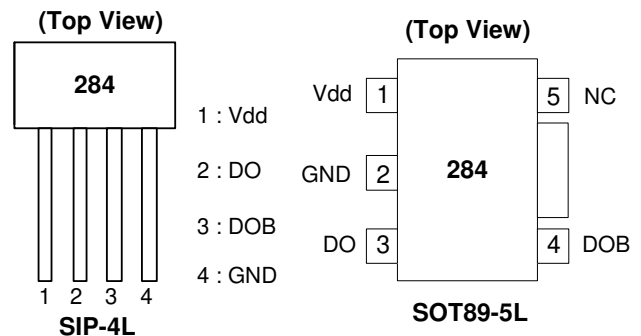 (Top View)
284
1 : Vdd
2 : DO
3 : DOB
4 : GND
1 2 3 4
SIP-4L
(Top View)
Vdd 1 5 NC
GND 2 284
DO 3 4 DOB
SOT89-5L